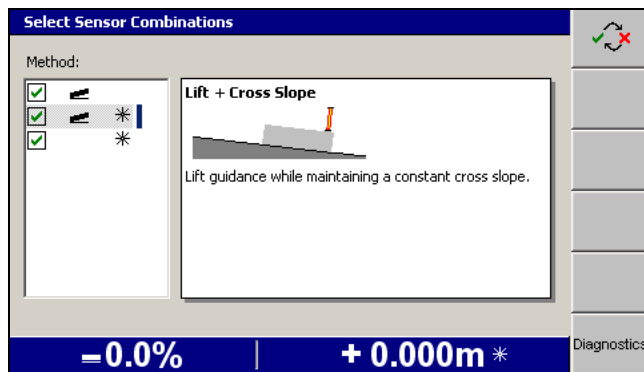 Select Sensor Combinations
Method:
Lift + Cross Slope
Lift guidance while maintaining a constant cross slope.
Diagnostics
-0.0%
+ 0.000m